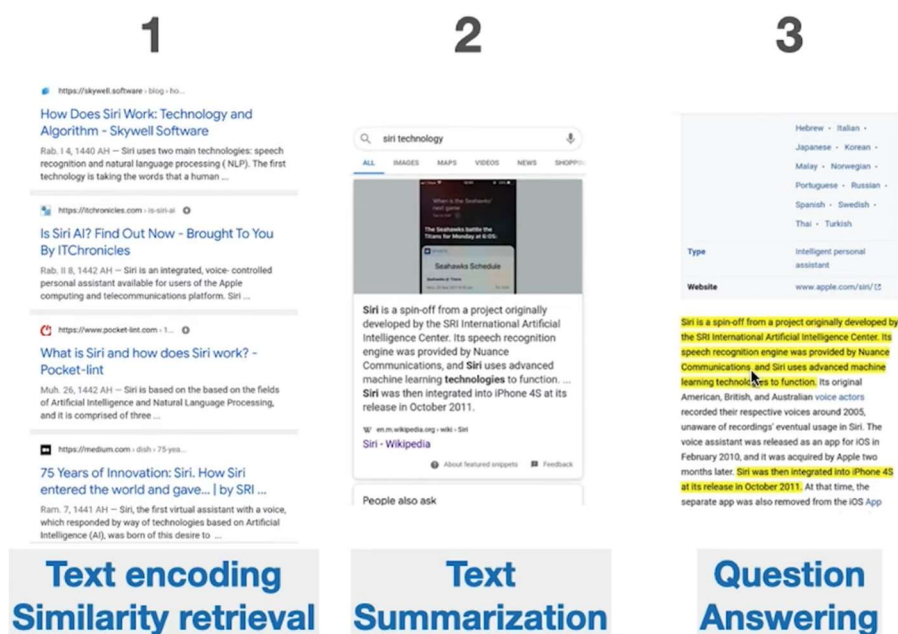 1
https://skywell.software › blog › ho...
How Does Siri Work: Technology and
Algorithm - Skywell Software
Rab. I 4, 1440 AH — Siri uses two main technologies: speech
recognition and natural language processing ( NLP). The first
technology is taking the words that a human ...
https://itchronicles.com › is-siri-ai
Is Siri AI? Find Out Now - Brought To You
By ITChronicles
Rab. II 8, 1442 AH — Siri is an integrated, voice- controlled
personal assistant available for users of the Apple
computing and telecommunications platform. Siri ...
https://www.pocket-lint.com › 1...
What is Siri and how does Siri work? -
Pocket-lint
Muh. 26, 1442 AH — Siri is based on the based on the fields
of Artificial Intelligence and Natural Language Processing,
and it is comprised of three ...
https://medium.com › dish › 75-yea...
75 Years of Innovation: Siri. How Siri
entered the world and gave... | by SRI ...
Ram. 7, 1441 AH — Siri, the first virtual assistant with a voice,
which responded by way of technologies based on Artificial
Intelligence (AI), was born of this desire to ...
Text encoding
Similarity retrieval
2
siri technology
ALL IMAGES MAPS VIDEOS NEWS SHOPPIN
When is the Seahawks'
next game
The Seahawks battle the
Titans for Monday at 6:05.
Seahawks Schedule
Siri is a spin-off from a project originally
developed by the SRI International Artificial
Intelligence Center. Its speech recognition
engine was provided by Nuance
Communications, and Siri uses advanced
machine learning technologies to function. ...
Siri was then integrated into iPhone 4S at its
release in October 2011.
W en.m.wikipedia.org › wiki › Siri
Siri - Wikipedia
About featured snippets Feedback
People also ask
Text
Summarization
3
Hebrew · Italian ·
Japanese · Korean ·
Malay · Norwegian ·
Portuguese · Russian ·
Spanish · Swedish ·
Thai · Turkish
Type Intelligent personal
assistant
Website www.apple.com/siri/
Siri is a spin-off from a project originally developed by
the SRI International Artificial Intelligence Center. Its
speech recognition engine was provided by Nuance
Communications, and Siri uses advanced machine
learning technologies to function. Its original
American, British, and Australian voice actors
recorded their respective voices around 2005,
unaware of recordings' eventual usage in Siri. The
voice assistant was released as an app for iOS in
February 2010, and it was acquired by Apple two
months later. Siri was then integrated into iPhone 4S
at its release in October 2011. At that time, the
separate app was also removed from the iOS App
Question
Answering